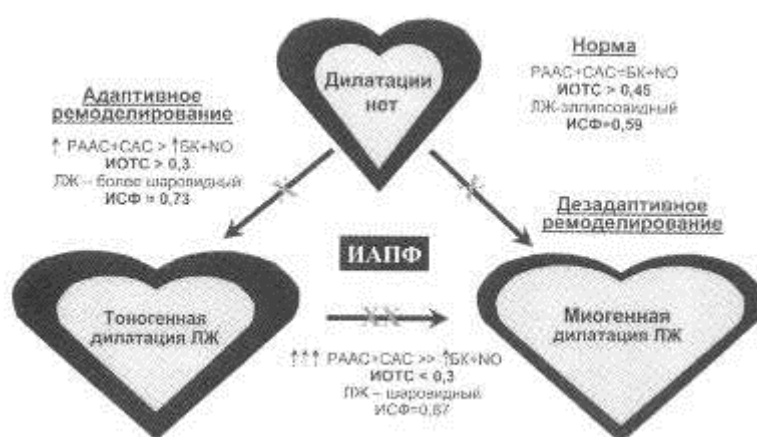 Дилатации
нет
Норма
РААС+САС=БК+NO
ИОТС > 0,45
ЛЖ-эллипсовидный
ИСФ=0,59
Адаптивное
ремоделирование
↑ РААС+САС > ↑БК+NO
ИОТС > 0,3
ЛЖ – более шаровидный
ИСФ = 0,73
Дезадаптивное
ремоделирование
ИАПФ
Тоногенная
дилатация ЛЖ
Миогенная
дилатация ЛЖ
↑↑↑ РААС+САС >> ↑БК+NO
ИОТС < 0,3
ЛЖ – шаровидный
ИСФ=0,87